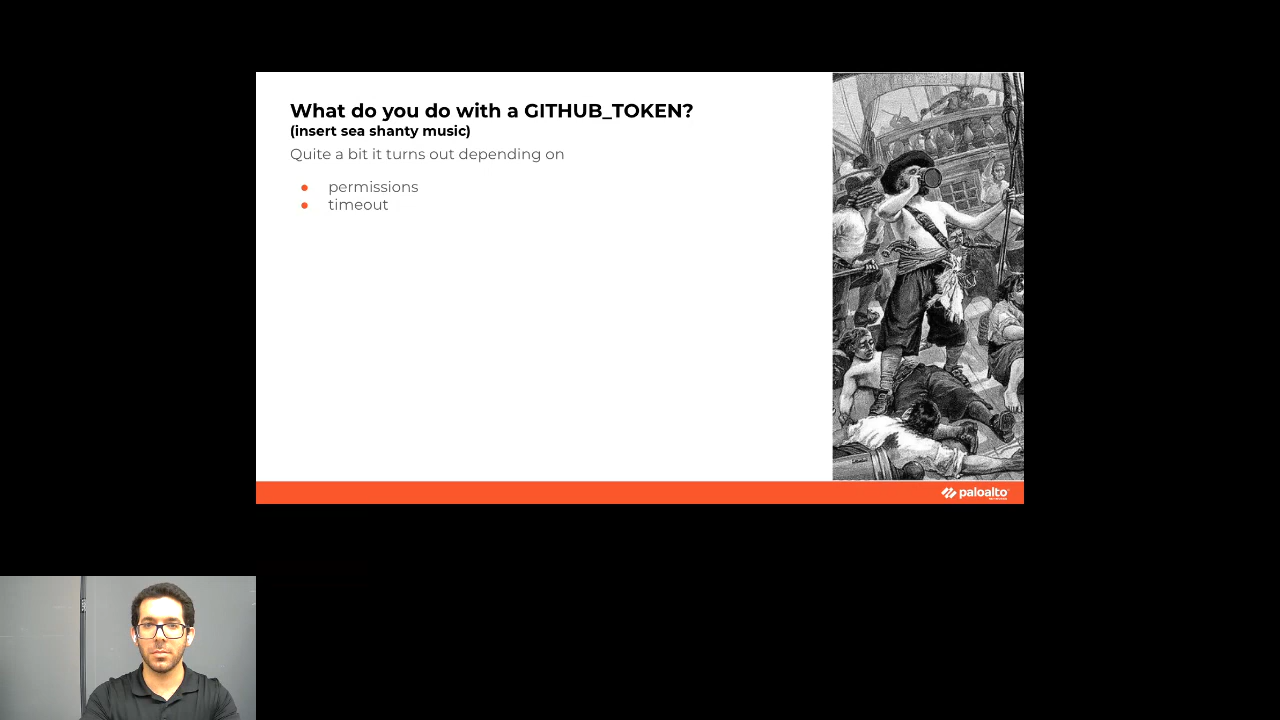 What do you do with a GITHUB_TOKEN?
(insert sea shanty music)
Quite a bit it turns out depending on
permissions
timeout
paloalto